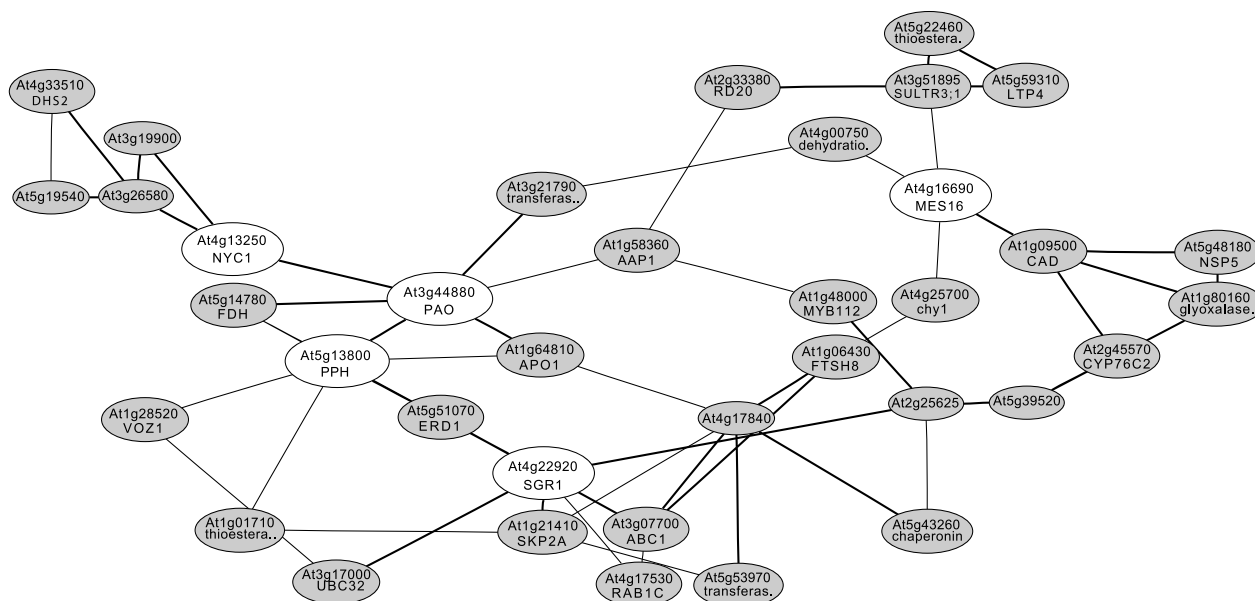 At5g22460
thioestera.
At4g33510
DHS2
At2g33380
RD20
At3g51895
SULTR3;1
At5g59310
LTP4
At3g19900
At4g00750
dehydratio.
At5g19540
At3g26580
At3g21790
transferas..
At4g16690
MES16
At4g13250
NYC1
At1g58360
AAP1
At1g09500
CAD
At5g48180
NSP5
At3g44880
PAO
At5g14780
FDH
At1g48000
MYB112
At4g25700
chy1
At1g80160
glyoxalase.
At5g13800
PPH
At1g64810
APO1
At1g06430
FTSH8
At2g45570
CYP76C2
At1g28520
VOZ1
At5g51070
ERD1
At4g17840
At2g25625
At5g39520
At4g22920
SGR1
At1g01710
thioestera..
At1g21410
SKP2A
At3g07700
ABC1
At5g43260
chaperonin
At3g17000
UBC32
At4g17530
RAB1C
At5g53970
transferas.